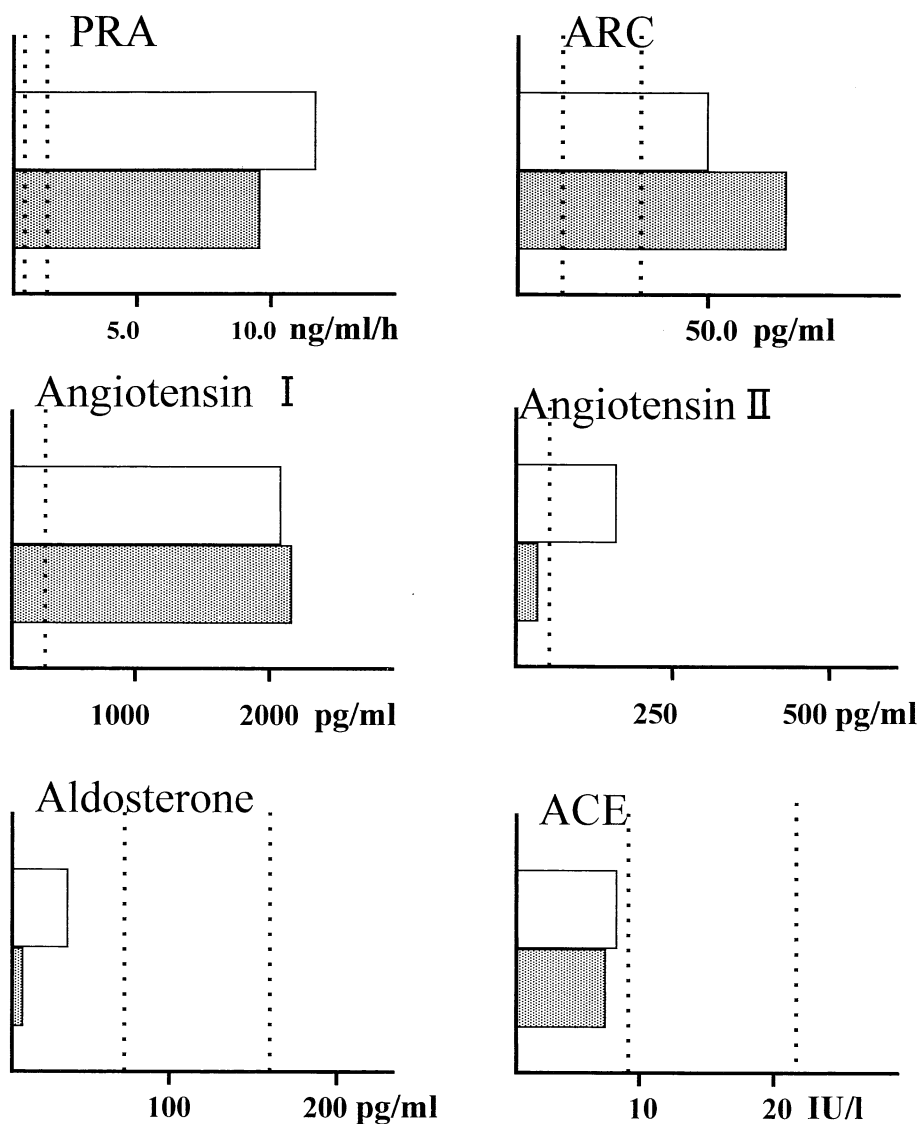 PRA
ARC
5.0 10.0 ng/ml/h
50.0 pg/ml
Angiotensin Ⅰ
Angiotensin Ⅱ
1000 2000 pg/ml
250 500 pg/ml
Aldosterone
ACE
100 200 pg/ml
10 20 IU/l